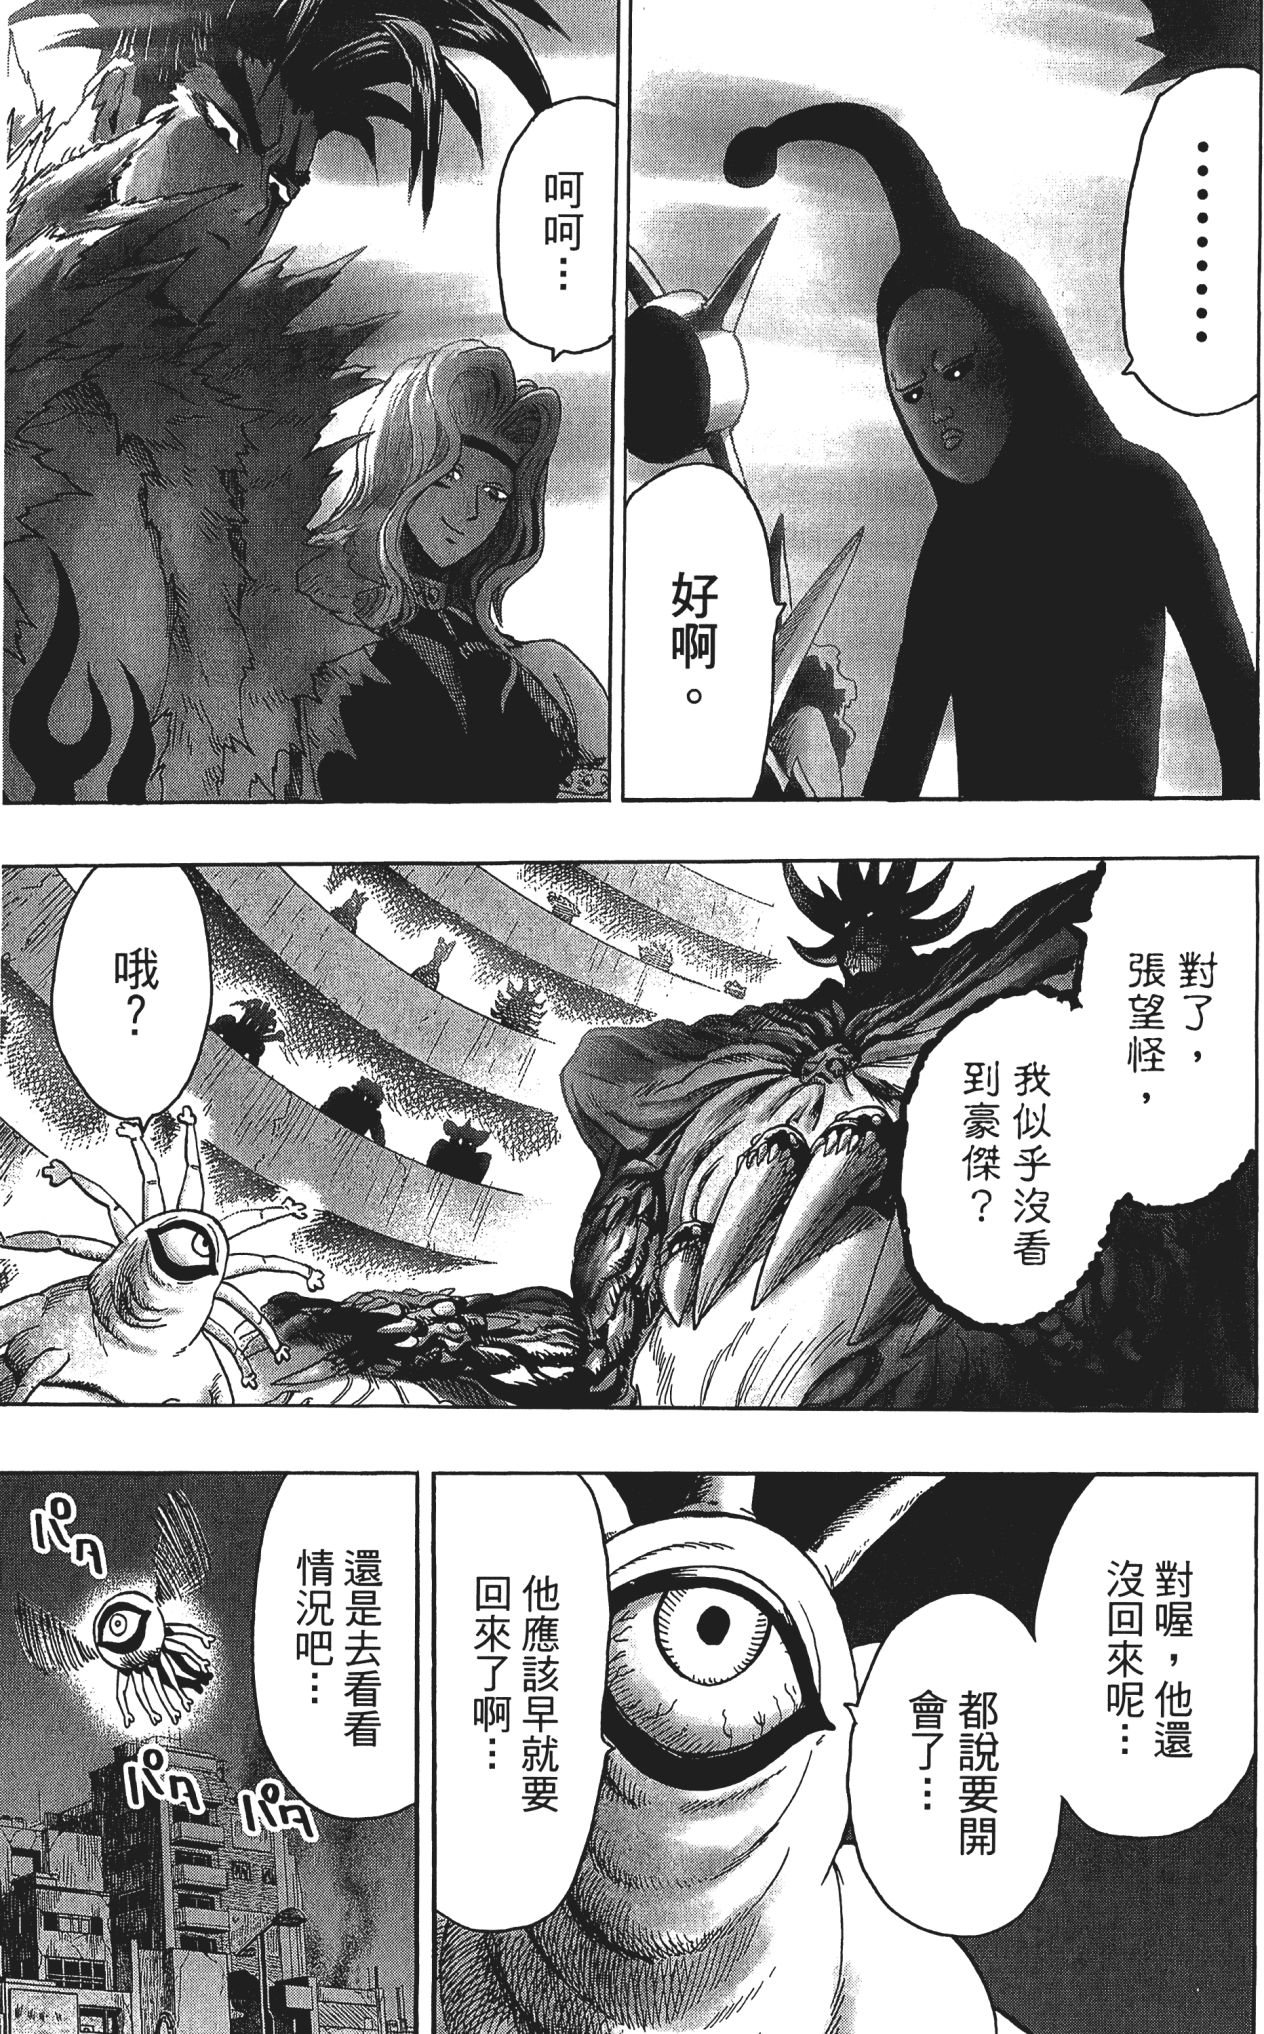 ………
好啊。
呵呵…
對了，
張望怪，
我似乎沒看
到豪傑？
哦？
對喔，他還
沒回來呢…
都說要開
會了…
他應該早就要
回來了啊…
還是去看看
情況吧…
パタ
パタ
パタ